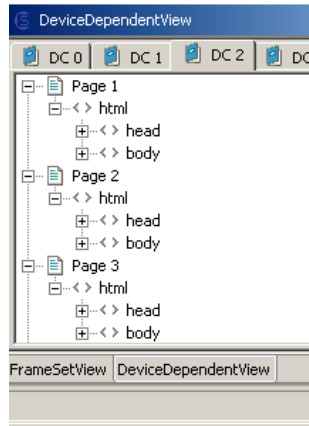 DeviceDependentView
DC 0 DC 1 DC 2 DC
Page 1
< > html
< > head
< > body
Page 2
< > html
< > head
< > body
Page 3
< > html
< > head
< > body
FrameSetView DeviceDependentView